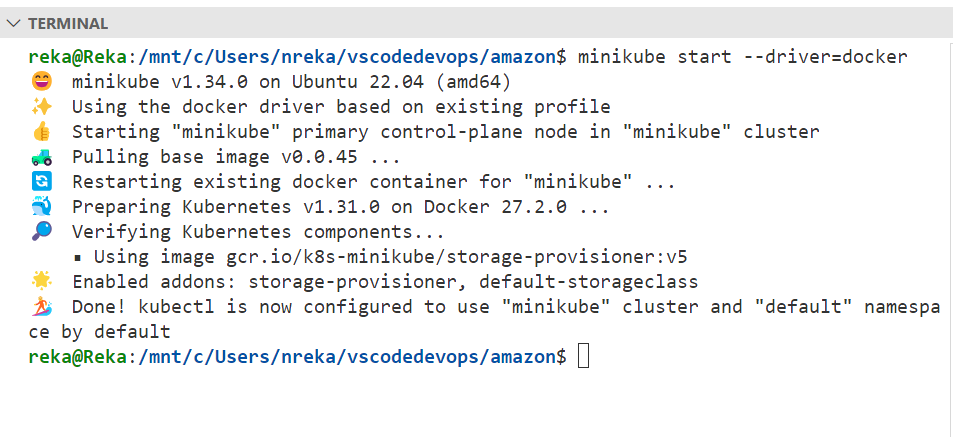 TERMINAL
reka@Reka:/mnt/c/Users/nreka/vscodedevops/amazon$ minikube start --driver=docker
😄 minikube v1.34.0 on Ubuntu 22.04 (amd64)
✨ Using the docker driver based on existing profile
👍 Starting "minikube" primary control-plane node in "minikube" cluster
🚜 Pulling base image v0.0.45 ...
🔄 Restarting existing docker container for "minikube" ...
🐳 Preparing Kubernetes v1.31.0 on Docker 27.2.0 ...
🔎 Verifying Kubernetes components...
▪ Using image gcr.io/k8s-minikube/storage-provisioner:v5
🌟 Enabled addons: storage-provisioner, default-storageclass
🏄 Done! kubectl is now configured to use "minikube" cluster and "default" namespa
ce by default
reka@Reka:/mnt/c/Users/nreka/vscodedevops/amazon$